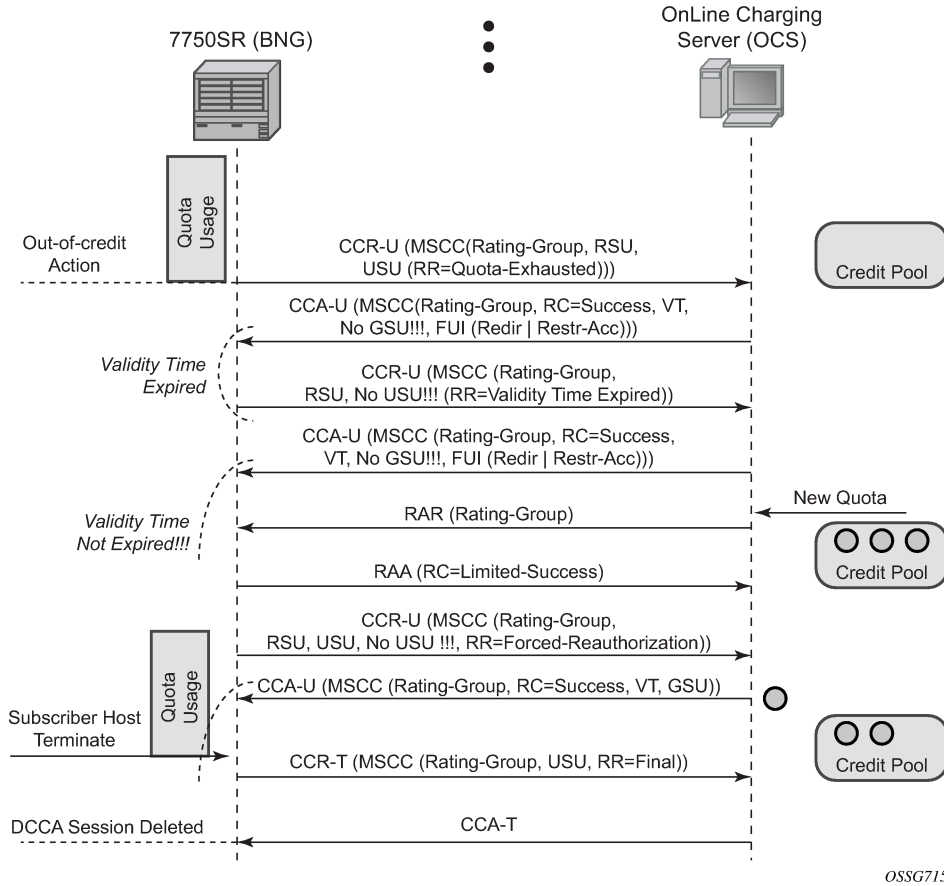 OnLine Charging
Server (OCS)
7750SR (BNG)
Quota
Usage
Out-of-credit
Action
CCR-U (MSCC(Rating-Group, RSU,
USU (RR=Quota-Exhausted)))
Credit Pool
CCA-U (MSCC(Rating-Group, RC=Success, VT,
No GSU!!!, FUI (Redir | Restr-Acc)))
Validity Time
Expired
CCR-U (MSCC (Rating-Group,
RSU, No USU!!! (RR=Validity Time Expired))
CCA-U (MSCC (Rating-Group, RC=Success,
VT, No GSU!!!, FUI (Redir | Restr-Acc)))
New Quota
Validity Time
Not Expired!!!
RAR (Rating-Group)
Credit Pool
RAA (RC=Limited-Success)
CCR-U (MSCC (Rating-Group,
RSU, USU, No USU !!!, RR=Forced-Reauthorization))
Quota
Usage
CCA-U (MSCC (Rating-Group, RC=Success, VT, GSU))
Subscriber Host
Terminate
CCR-T (MSCC (Rating-Group, USU, RR=Final))
Credit Pool
DCCA Session Deleted
CCA-T
OSSG715